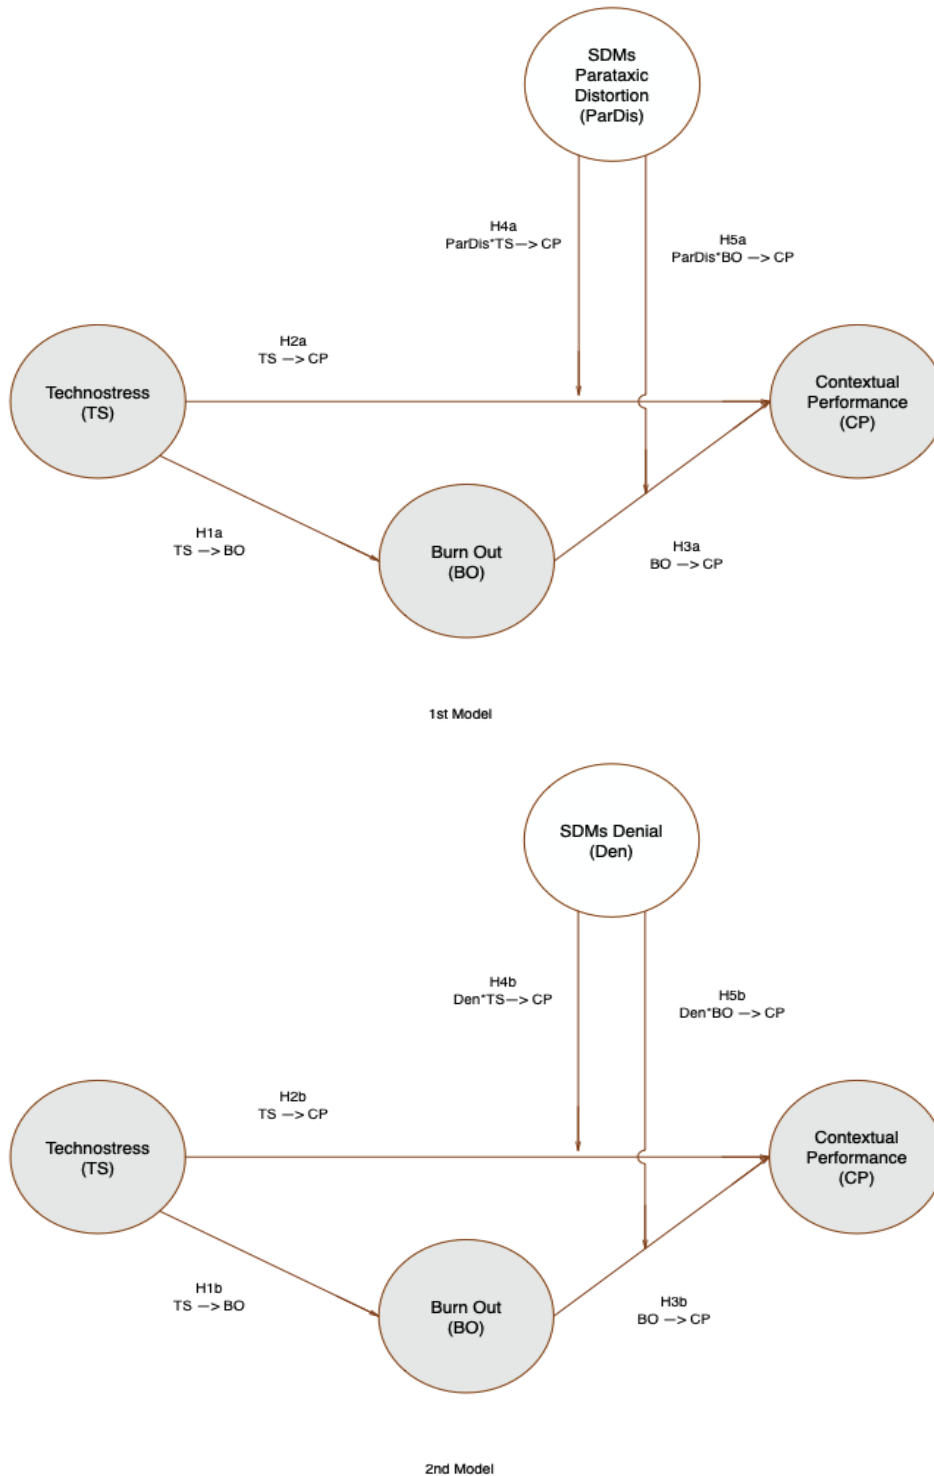 SDMs
Parataxic
Distortion
(ParDis)
H4a
ParDis*TS—> CP
H5a
ParDis*BO —> CP
H2a
TS —> CP
Technostress
(TS)
Contextual
Performance
(CP)
H1a
TS —> BO
Burn Out
(BO)
H3a
BO —> CP
1st Model
SDMs Denial
(Den)
H4b
Den*TS—> CP
H5b
Den*BO —> CP
H2b
TS —> CP
Technostress
(TS)
Contextual
Performance
(CP)
H1b
TS —> BO
Burn Out
(BO)
H3b
BO —> CP
2nd Model